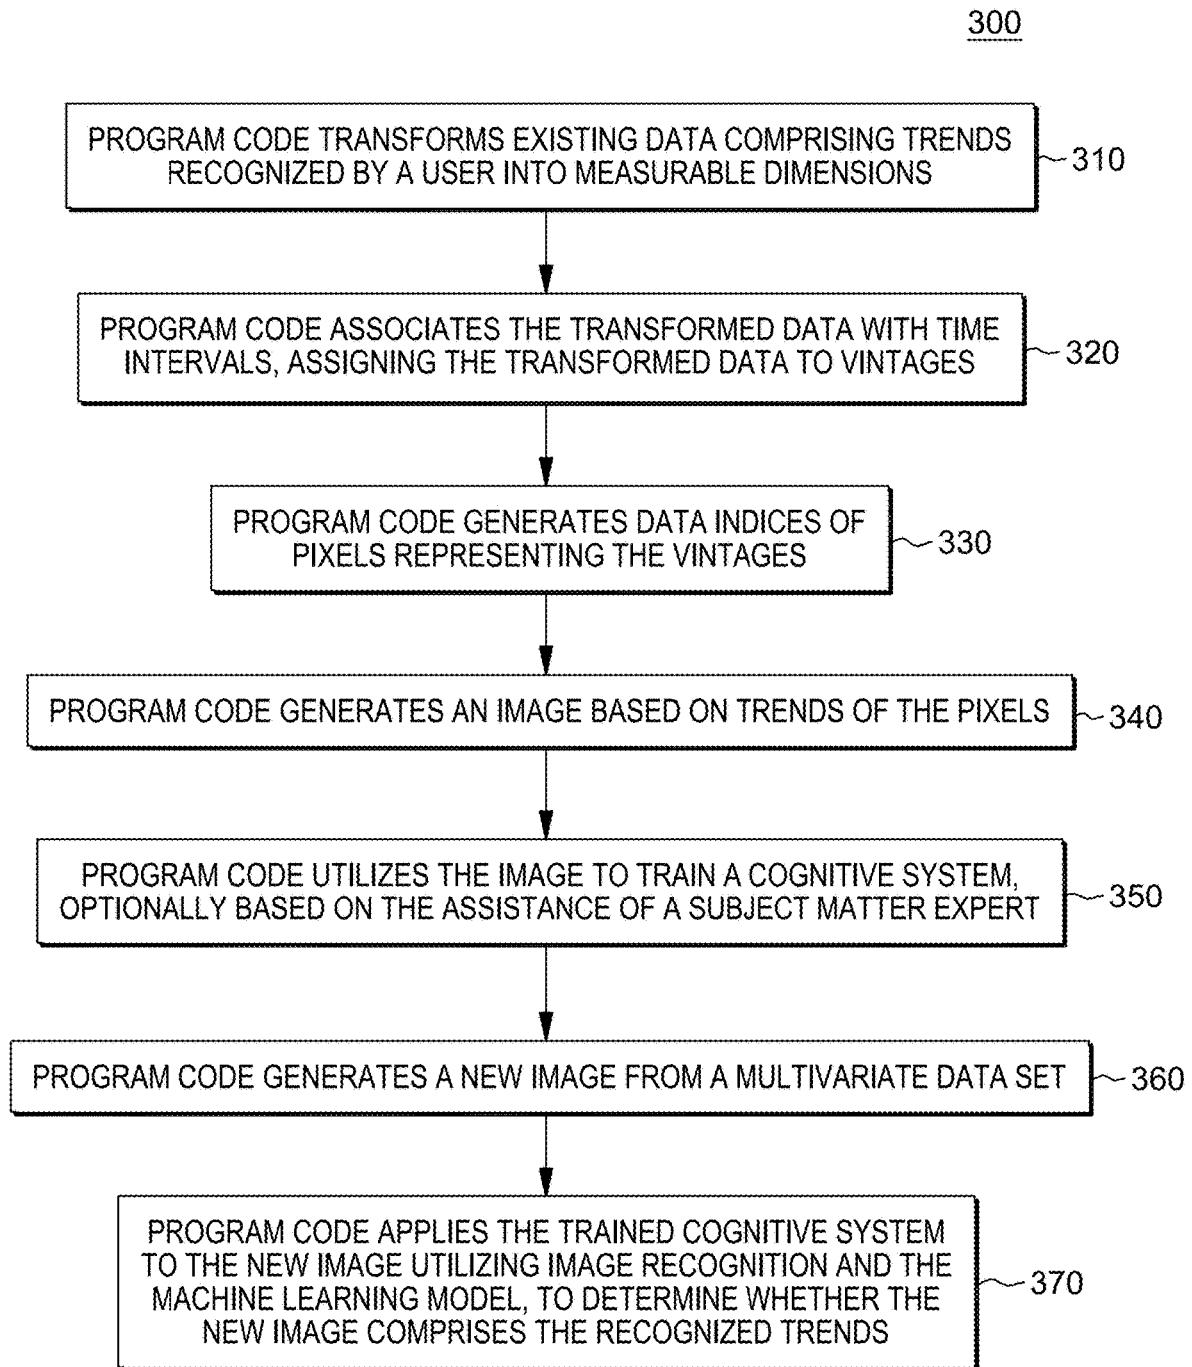 300
PROGRAM CODE TRANSFORMS EXISTING DATA COMPRISING TRENDS
RECOGNIZED BY A USER INTO MEASURABLE DIMENSIONS
310
PROGRAM CODE ASSOCIATES THE TRANSFORMED DATA WITH TIME
INTERVALS, ASSIGNING THE TRANSFORMED DATA TO VINTAGES
320
PROGRAM CODE GENERATES DATA INDICES OF
PIXELS REPRESENTING THE VINTAGES
330
PROGRAM CODE GENERATES AN IMAGE BASED ON TRENDS OF THE PIXELS
340
PROGRAM CODE UTILIZES THE IMAGE TO TRAIN A COGNITIVE SYSTEM,
OPTIONALLY BASED ON THE ASSISTANCE OF A SUBJECT MATTER EXPERT
350
PROGRAM CODE GENERATES A NEW IMAGE FROM A MULTIVARIATE DATA SET
360
PROGRAM CODE APPLIES THE TRAINED COGNITIVE SYSTEM
TO THE NEW IMAGE UTILIZING IMAGE RECOGNITION AND THE
MACHINE LEARNING MODEL, TO DETERMINE WHETHER THE
NEW IMAGE COMPRISES THE RECOGNIZED TRENDS
370